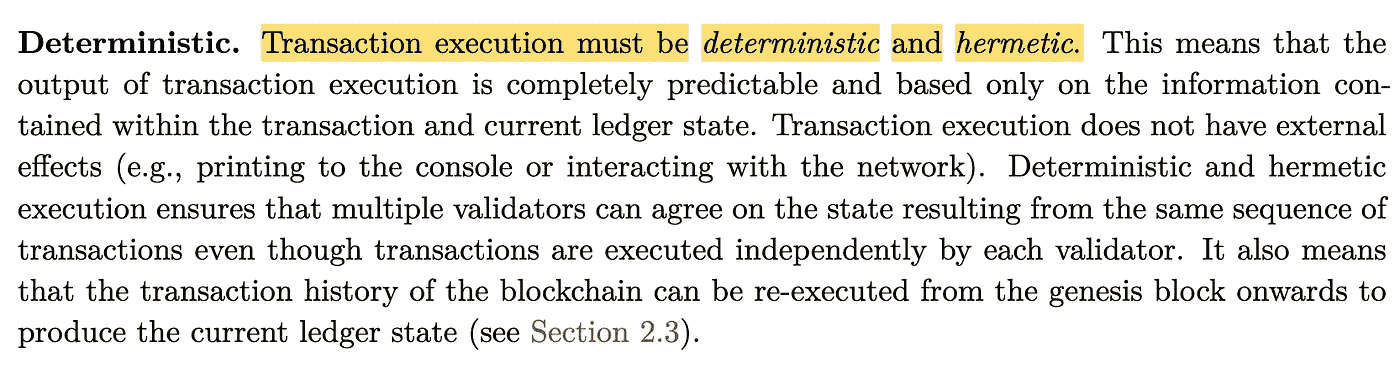 Deterministic. Transaction execution must be deterministic and hermetic. This means that the
output of transaction execution is completely predictable and based only on the information con-
tained within the transaction and current ledger state. Transaction execution does not have external
effects (e.g., printing to the console or interacting with the network). Deterministic and hermetic
execution ensures that multiple validators can agree on the state resulting from the same sequence of
transactions even though transactions are executed independently by each validator. It also means
that the transaction history of the blockchain can be re-executed from the genesis block onwards to
produce the current ledger state (see Section 2.3).